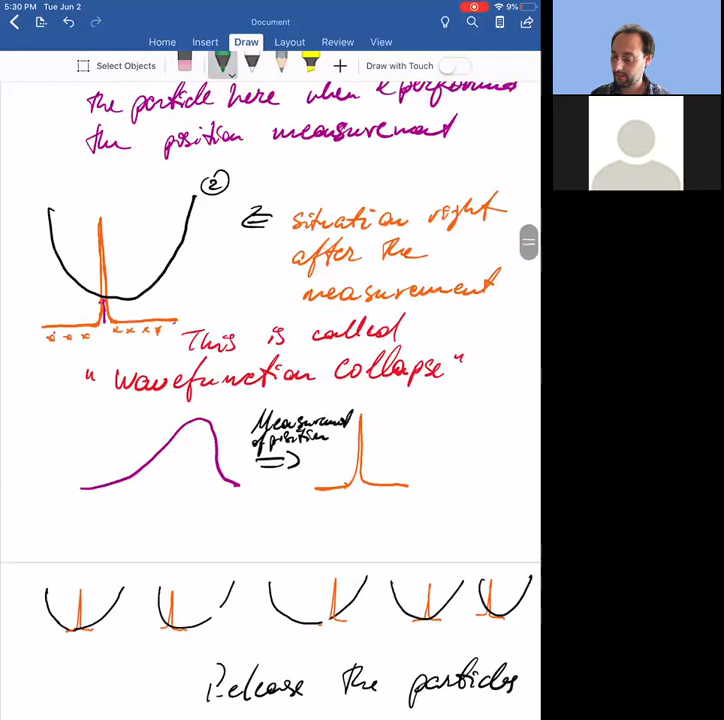 5:30 PM Tue Jun 2
9%
Document
Home Insert Draw Layout Review View
Select Objects
Draw with Touch
the particle here when
the position measurement
②
⇐ situation right
after the
measurement
This is called
"wavefunction collapse"
Measurement
of position
⇒
Release the particles